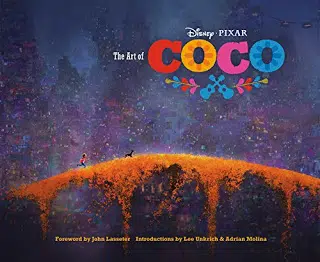 Disney · PIXAR
The Art of COCO
Foreword by John Lasseter Introductions by Lee Unkrich & Adrian Molina